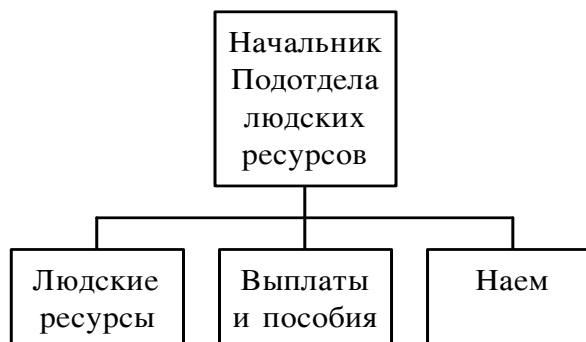 Начальник
Подотдела
людских
ресурсов
Людские
ресурсы
Выплаты
и пособия
Наем